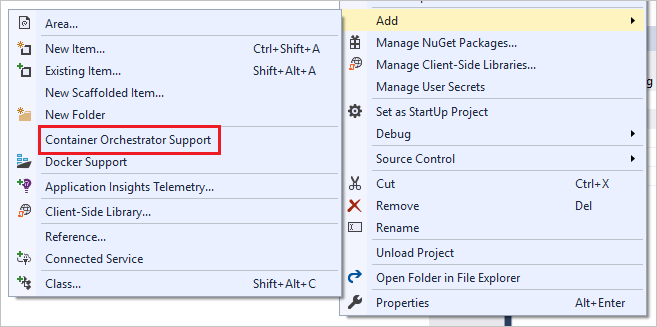 Area...
New Item... Ctrl+Shift+A
Existing Item... Shift+Alt+A
New Scaffolded Item...
New Folder
Container Orchestrator Support
Docker Support
Application Insights Telemetry...
Client-Side Library...
Reference...
Connected Service
Class... Shift+Alt+C
Add
Manage NuGet Packages...
Manage Client-Side Libraries...
Manage User Secrets
Set as StartUp Project
Debug
Source Control
Cut Ctrl+X
Remove Del
Rename
Unload Project
Open Folder in File Explorer
Properties Alt+Enter